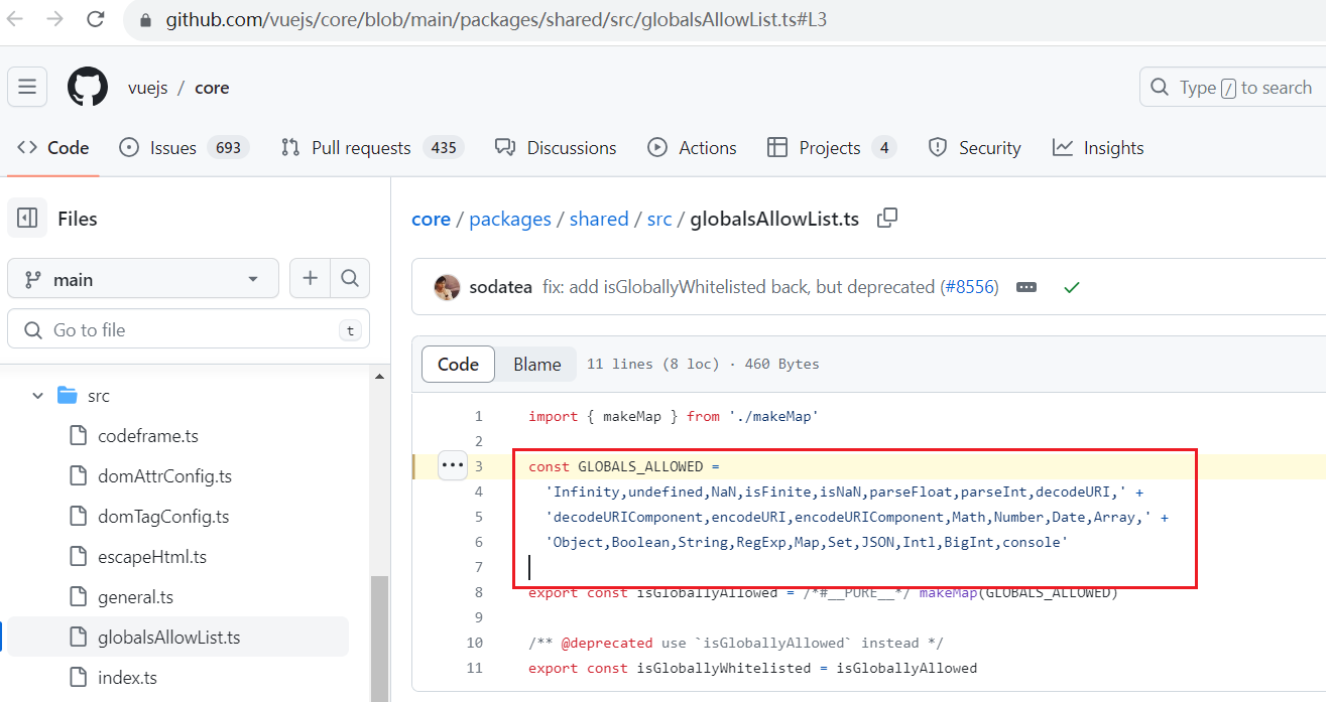 github.com/vuejs/core/blob/main/packages/shared/src/globalsAllowList.ts#L3
vuejs / core
Type / to search
<> Code
Issues 693
Pull requests 435
Discussions
Actions
Projects 4
Security
Insights
Files
core / packages / shared / src / globalsAllowList.ts
main
sodatea fix: add isGloballyWhitelisted back, but deprecated (#8556)
Go to file t
Code Blame 11 lines (8 loc) · 460 Bytes
src
codeframe.ts
domAttrConfig.ts
domTagConfig.ts
escapeHtml.ts
general.ts
globalsAllowList.ts
index.ts
1 import { makeMap } from './makeMap'
2
3 const GLOBALS_ALLOWED =
4 'Infinity,undefined,NaN,isFinite,isNaN,parseFloat,parseInt,decodeURI,' +
5 'decodeURIComponent,encodeURI,encodeURIComponent,Math,Number,Date,Array,' +
6 'Object,Boolean,String,RegExp,Map,Set,JSON,Intl,BigInt,console'
7
8 export const isGloballyAllowed = /*#__PURE__*/ makeMap(GLOBALS_ALLOWED)
9
10 /** @deprecated use `isGloballyAllowed` instead */
11 export const isGloballyWhitelisted = isGloballyAllowed